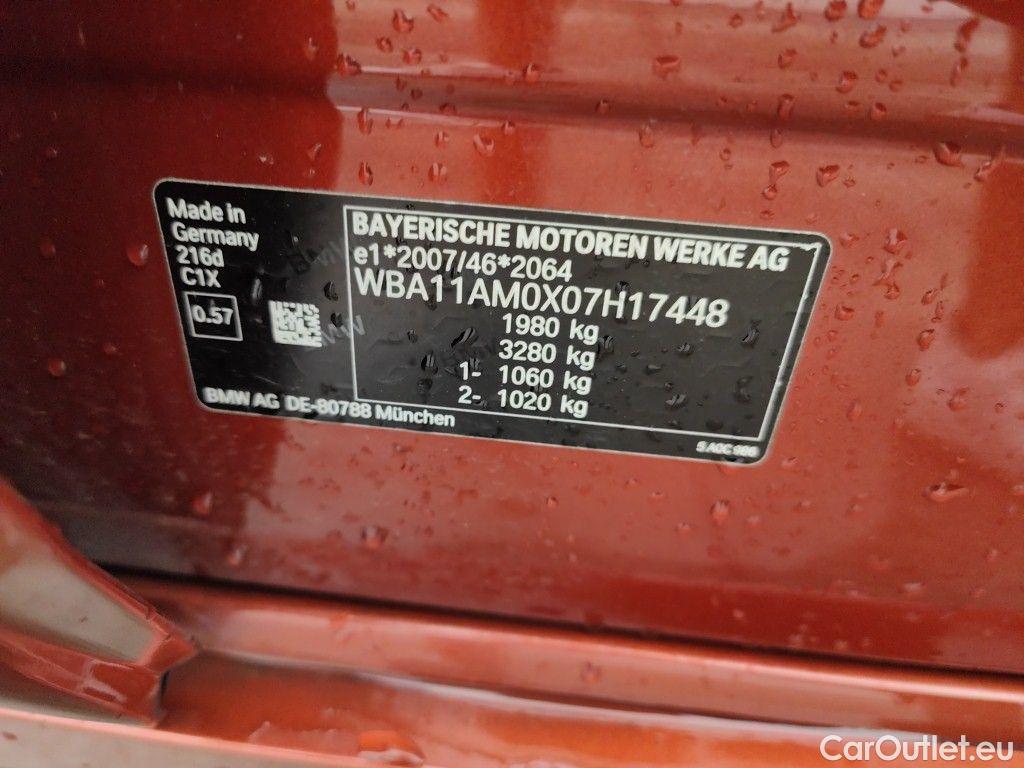 Made in
Germany
216d
C1X
0.57
BAYERISCHE MOTOREN WERKE AG
e1*2007/46*2064
WBA11AM0X07H17448
1980 kg
3280 kg
1- 1060 kg
2- 1020 kg
BMW AG DE-80788 München
CarOutlet.eu